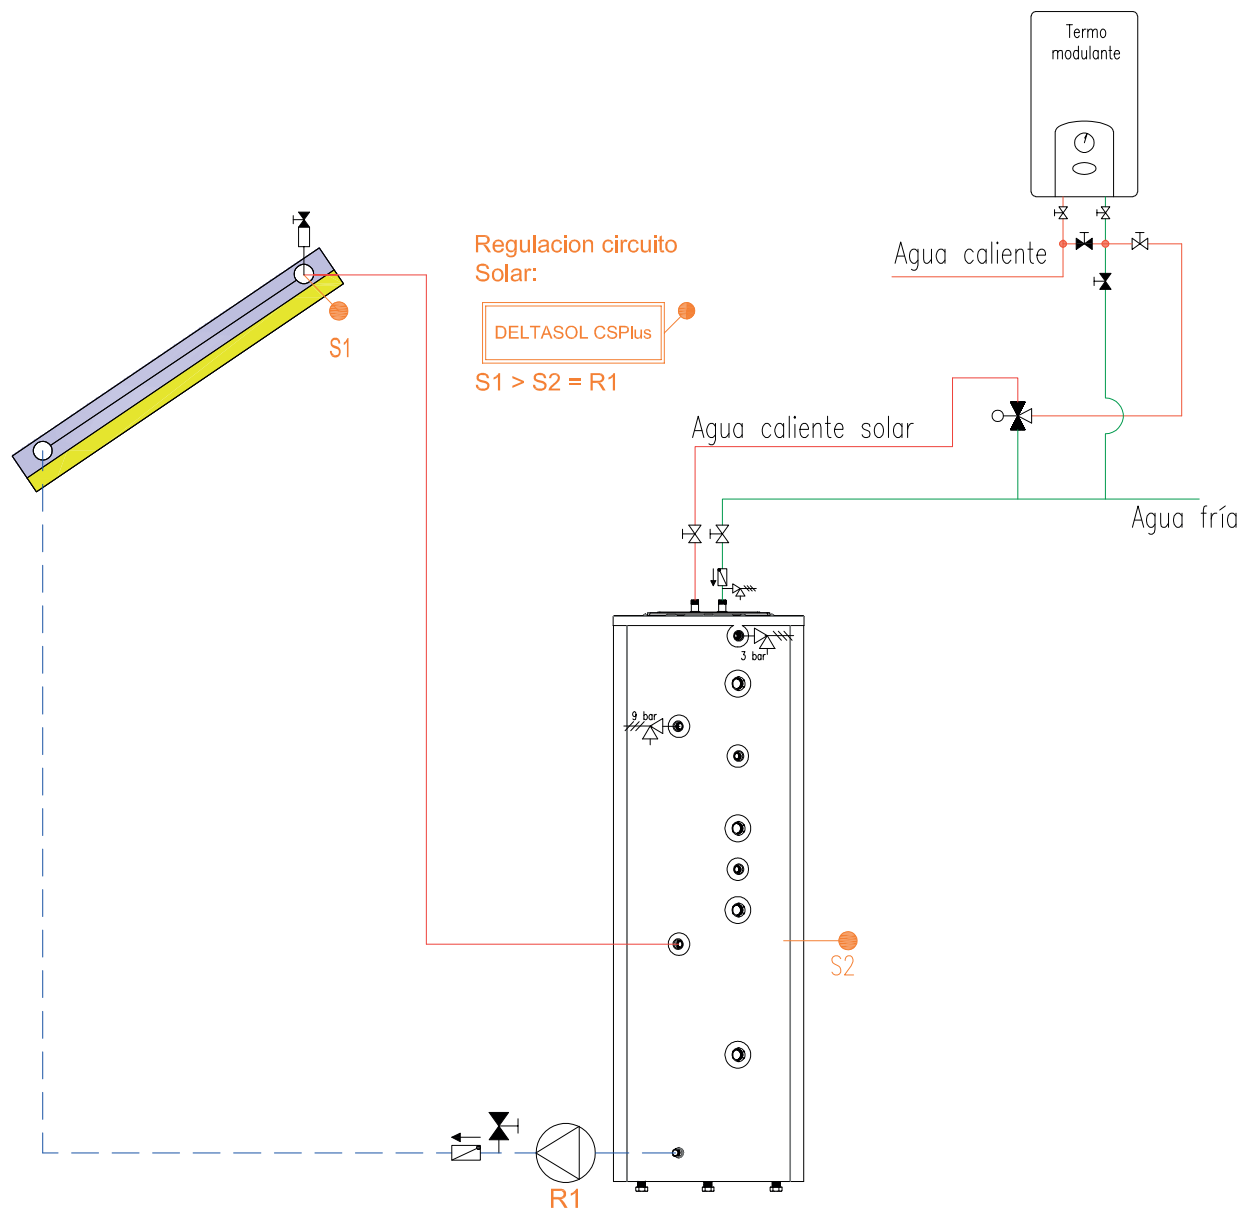 Termo
modulante
Regulacion circuito
Solar:
Agua caliente
DELTASOL CSPlus
S1
S1 > S2 = R1
Agua caliente solar
Agua fría
3 bar
9 bar
S2
R1